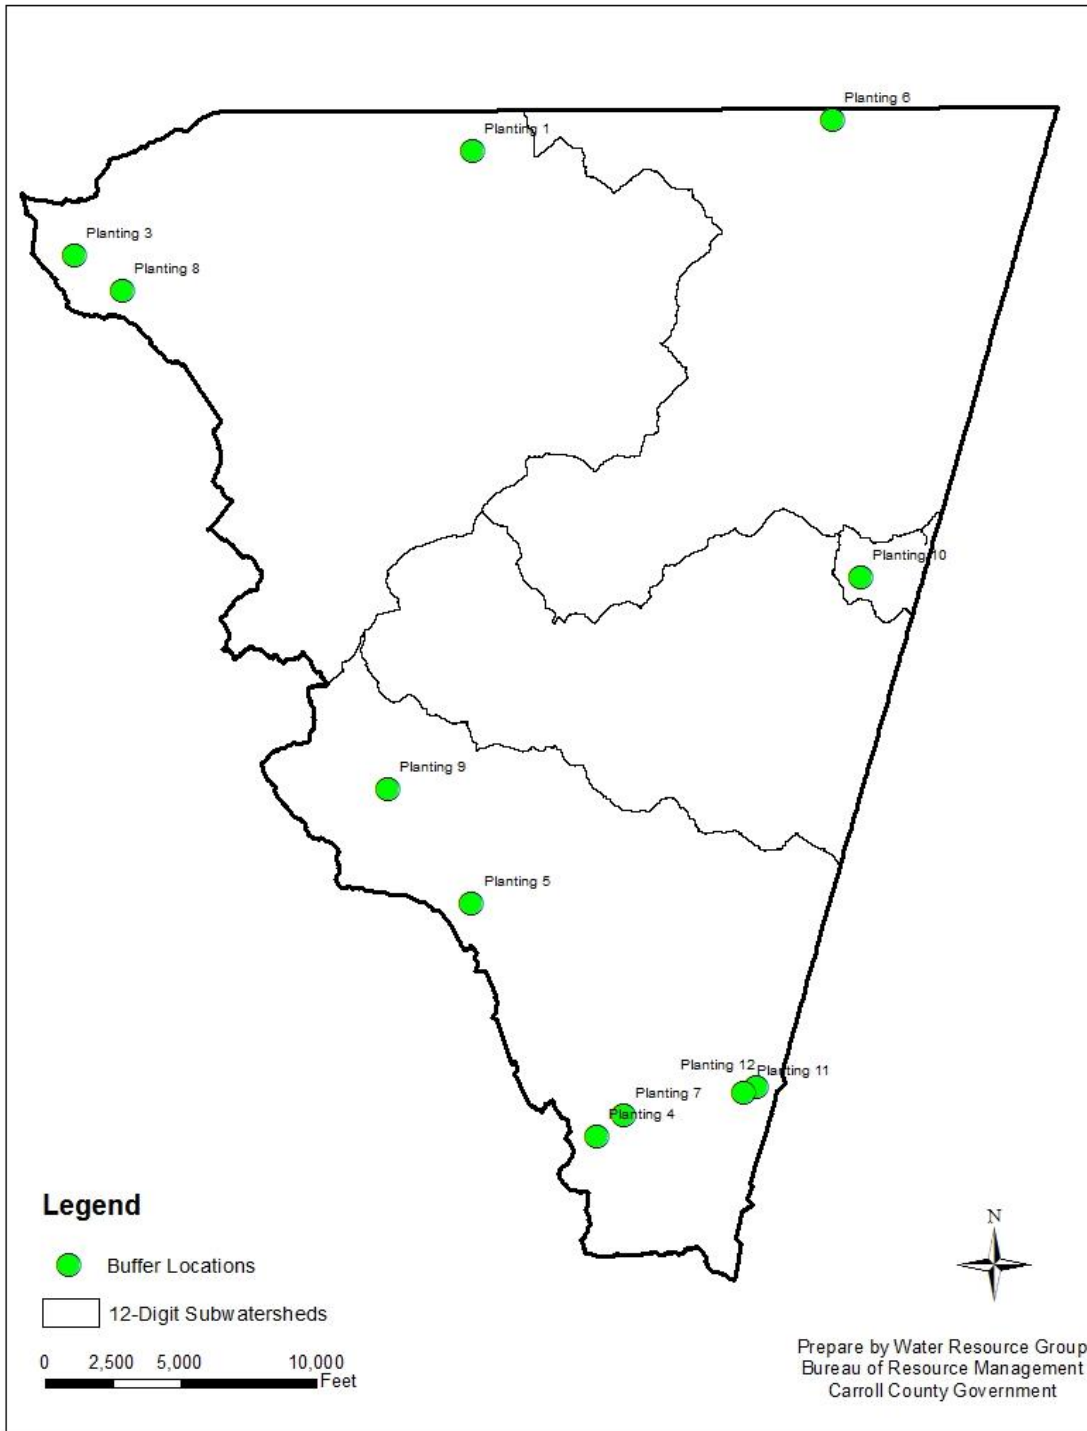 Planting 6
Planting 1
Planting 3
Planting 8
Planting 10
Planting 9
Planting 5
Planting 12
Planting 11
Planting 7
Planting 4
Legend
Buffer Locations
12-Digit Subwatersheds
0 2,500 5,000 10,000
Feet
N
Prepare by Water Resource Group
Bureau of Resource Management
Carroll County Government